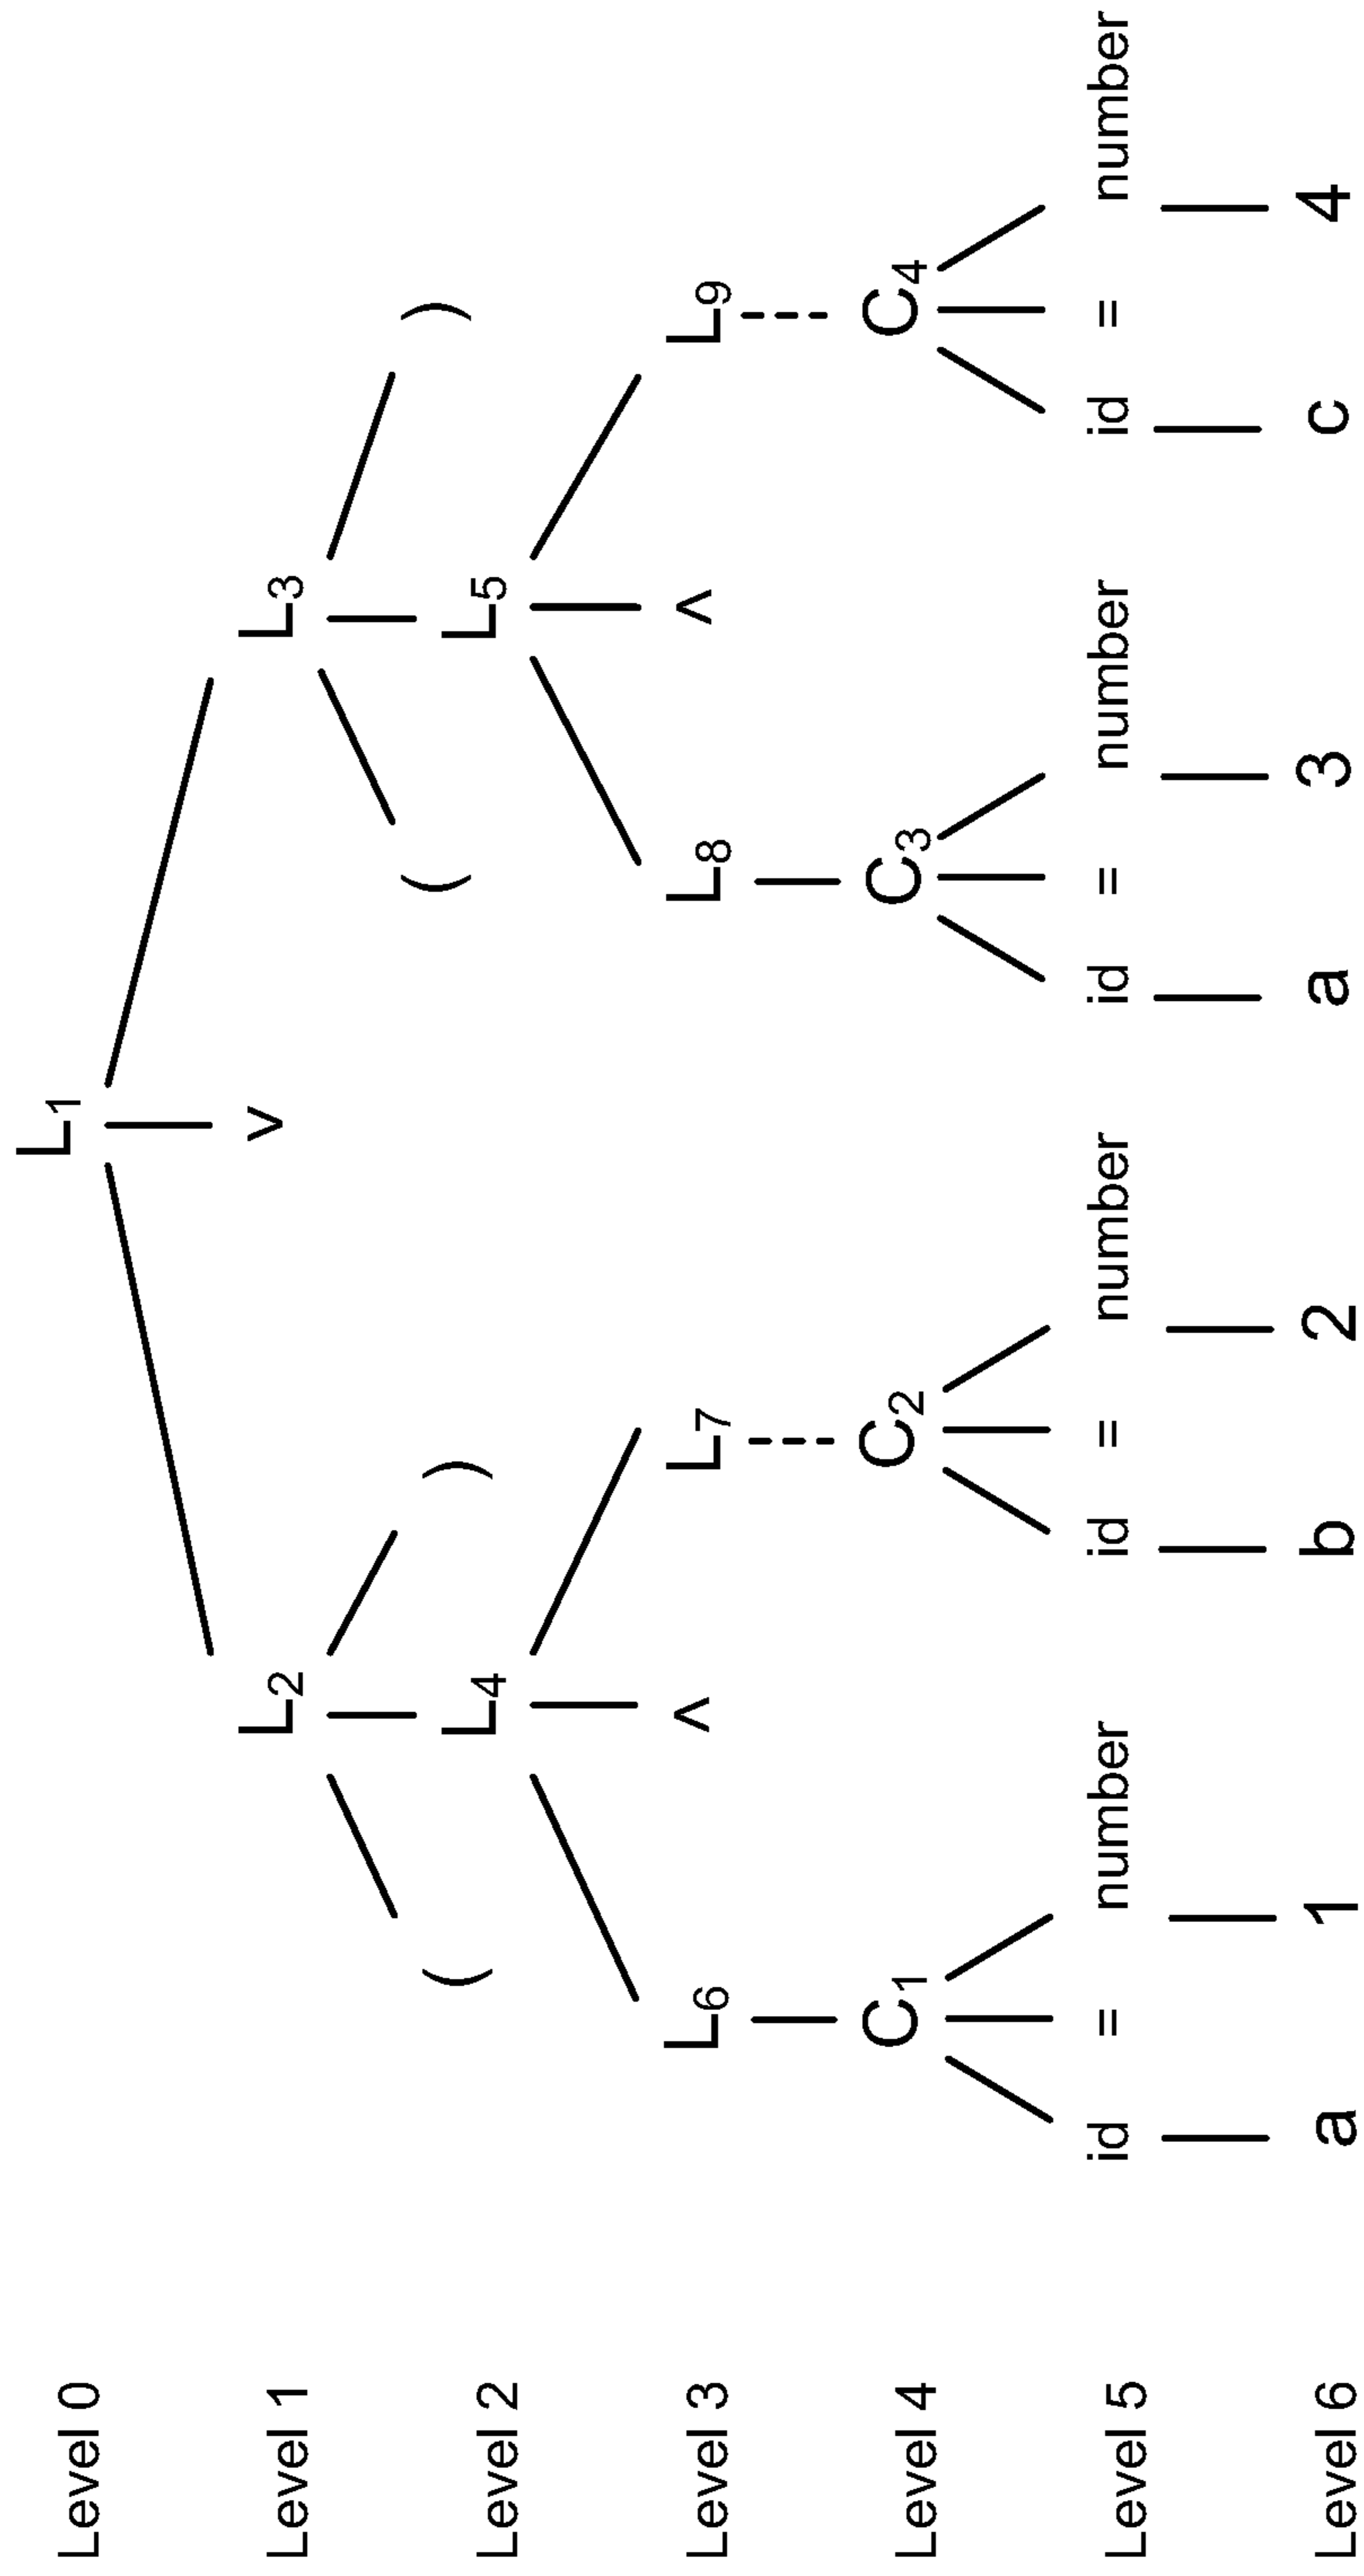 Level 0 L₁
Level 1 L₂ ∨ L₃
Level 2 ( L₄ ) ( L₅ )
Level 3 L₆ ∧ L₇ L₈ ∧ L₉
Level 4 C₁ C₂ C₃ C₄
Level 5 id = number id = number id = number id = number
Level 6 a 1 b 2 a 3 c 4